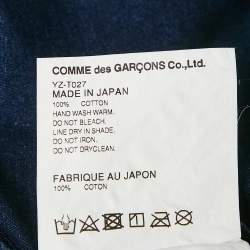 COMME des GARÇONS Co.,Ltd.
YZ-T027
MADE IN JAPAN
100% COTTON
HAND WASH WARM.
DO NOT BLEACH.
LINE DRY IN SHADE.
DO NOT IRON.
DO NOT DRYCLEAN.
FABRIQUE AU JAPON
100% COTON